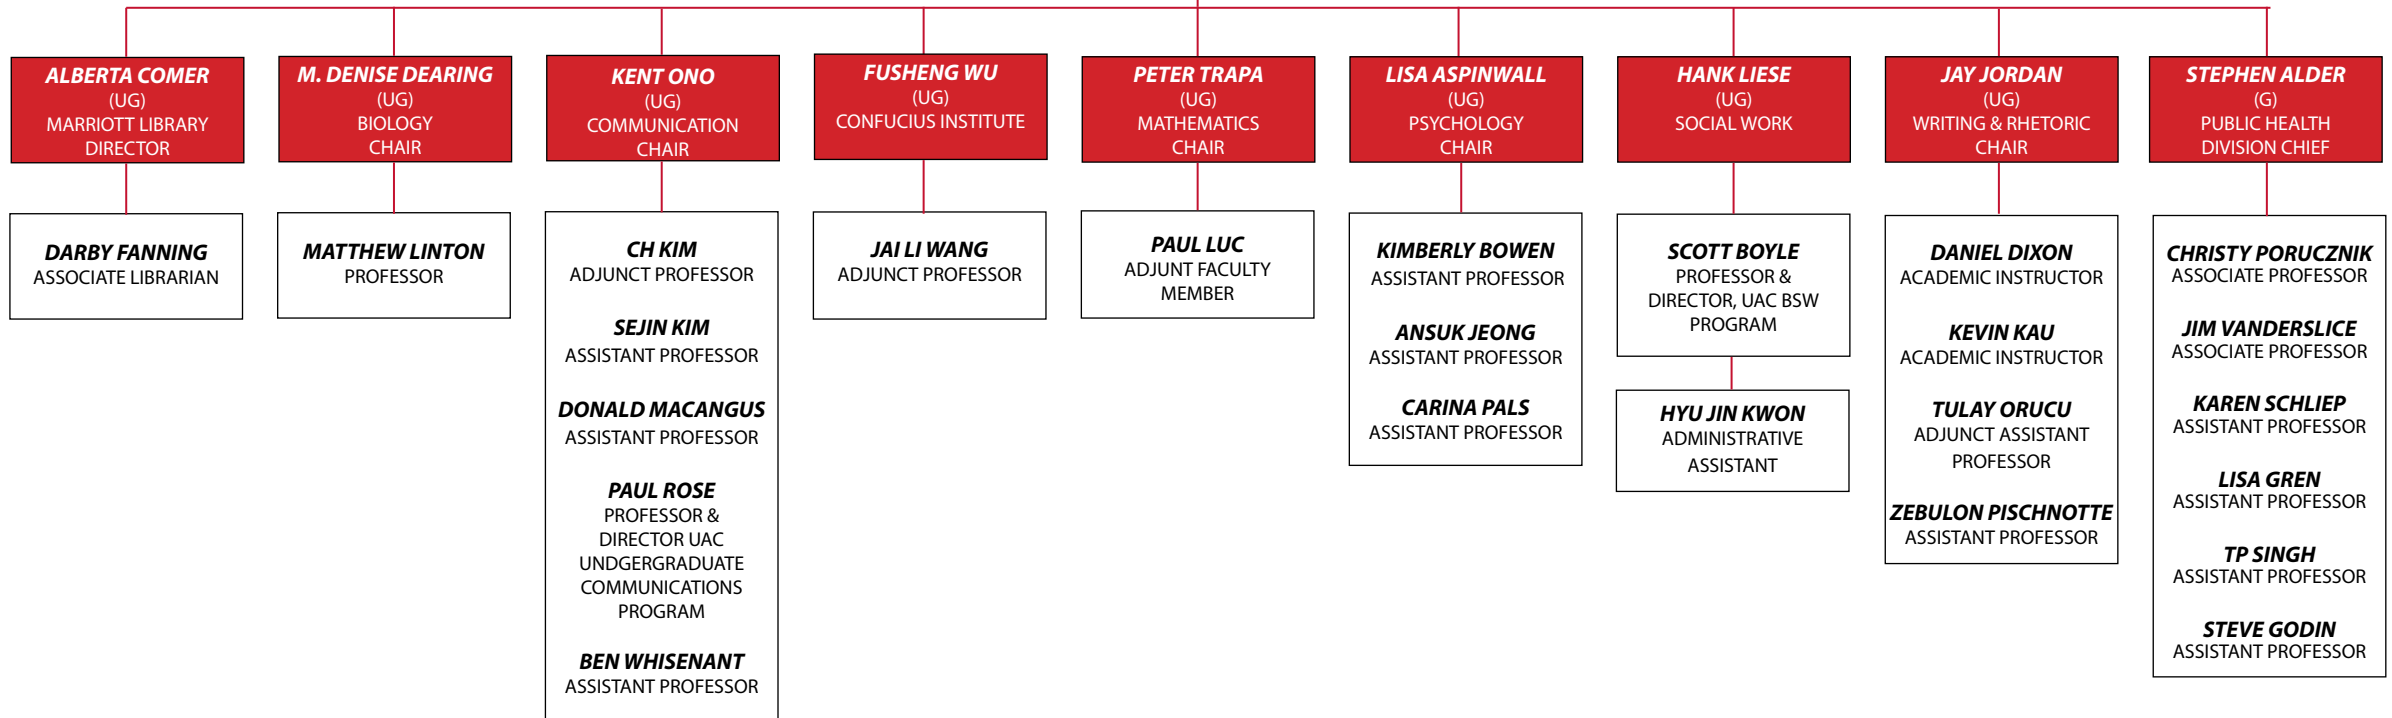 ALBERTA COMER
(UG)
MARRIOTT LIBRARY
DIRECTOR
DARBY FANNING
ASSOCIATE LIBRARIAN
M. DENISE DEARING
(UG)
BIOLOGY
CHAIR
MATTHEW LINTON
PROFESSOR
KENT ONO
(UG)
COMMUNICATION
CHAIR
CH KIM
ADJUNCT PROFESSOR
SEJIN KIM
ASSISTANT PROFESSOR
DONALD MACANGUS
ASSISTANT PROFESSOR
PAUL ROSE
PROFESSOR &
DIRECTOR UAC
UNDGERGRADUATE
COMMUNICATIONS
PROGRAM
BEN WHISENANT
ASSISTANT PROFESSOR
FUSHENG WU
(UG)
CONFUCIUS INSTITUTE
JAI LI WANG
ADJUNCT PROFESSOR
PETER TRAPA
(UG)
MATHEMATICS
CHAIR
PAUL LUC
ADJUNT FACULTY
MEMBER
LISA ASPINWALL
(UG)
PSYCHOLOGY
CHAIR
KIMBERLY BOWEN
ASSISTANT PROFESSOR
ANSUK JEONG
ASSISTANT PROFESSOR
CARINA PALS
ASSISTANT PROFESSOR
HANK LIESE
(UG)
SOCIAL WORK
SCOTT BOYLE
PROFESSOR &
DIRECTOR, UAC BSW
PROGRAM
HYU JIN KWON
ADMINISTRATIVE
ASSISTANT
JAY JORDAN
(UG)
WRITING & RHETORIC
CHAIR
DANIEL DIXON
ACADEMIC INSTRUCTOR
KEVIN KAU
ACADEMIC INSTRUCTOR
TULAY ORUCU
ADJUNCT ASSISTANT
PROFESSOR
ZEBULON PISCHNOTTE
ASSISTANT PROFESSOR
STEPHEN ALDER
(G)
PUBLIC HEALTH
DIVISION CHIEF
CHRISTY PORUCZNIK
ASSOCIATE PROFESSOR
JIM VANDERSLICE
ASSOCIATE PROFESSOR
KAREN SCHLIEP
ASSISTANT PROFESSOR
LISA GREN
ASSISTANT PROFESSOR
TP SINGH
ASSISTANT PROFESSOR
STEVE GODIN
ASSISTANT PROFESSOR